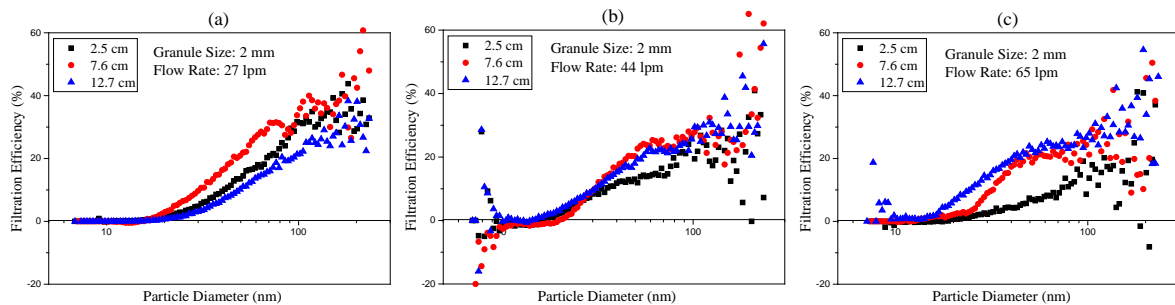 (a)
60
40
20
0
-20
Filtration Efficiency (%)
2.5 cm
7.6 cm
12.7 cm
Granule Size: 2 mm
Flow Rate: 27 lpm
10
100
Particle Diameter (nm)
(b)
60
40
20
0
-20
Filtration Efficiency (%)
2.5 cm
7.6 cm
12.7 cm
Granule Size: 2 mm
Flow Rate: 44 lpm
100
Particle Diameter (nm)
(c)
60
40
20
0
-20
Filtration Efficiency (%)
2.5 cm
7.6 cm
12.7 cm
Granule Size: 2 mm
Flow Rate: 65 lpm
10
100
Particle Diameter (nm)